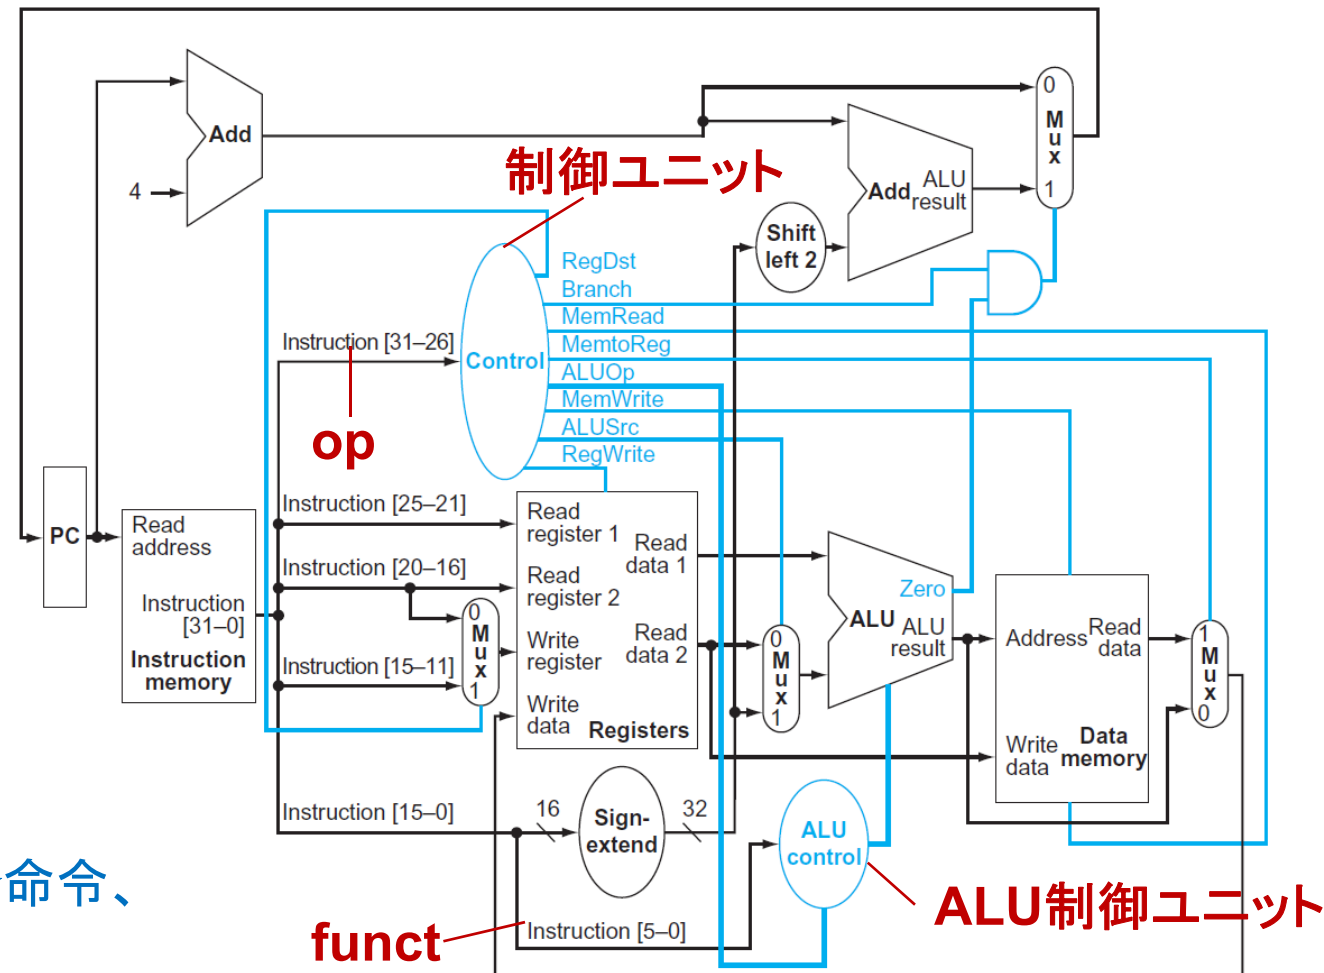 Add
4
制御ユニット
0
Mux
1
Add
ALU
result
Shift
left 2
RegDst
Branch
MemRead
MemtoReg
ALUOp
MemWrite
ALUSrc
RegWrite
Control
Instruction [31–26]
op
PC
Read
address
Instruction
[31–0]
Instruction
memory
Instruction [25–21]
Instruction [20–16]
Instruction [15–11]
0
Mux
1
Read
register 1
Read
register 2
Write
register
Write
data
Read
data 1
Read
data 2
Registers
0
Mux
1
Zero
ALU
ALU
result
Address
Read
data
Write
data
Data
memory
1
Mux
0
Instruction [15–0]
16
Sign-
extend
32
ALU
control
命令、
ALU制御ユニット
funct
Instruction [5–0]